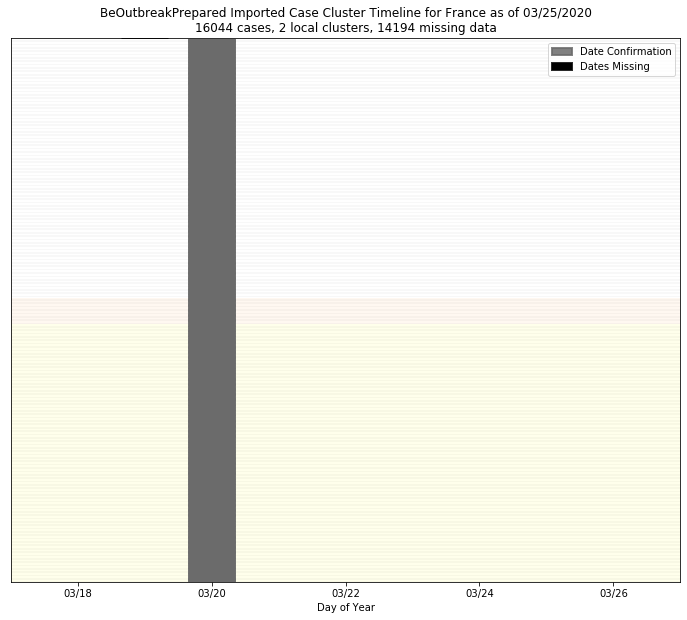 BeOutbreakPrepared Imported Case Cluster Timeline for France as of 03/25/2020
16044 cases, 2 local clusters, 14194 missing data
Date Confirmation
Dates Missing
03/18 03/20 03/22 03/24 03/26
Day of Year